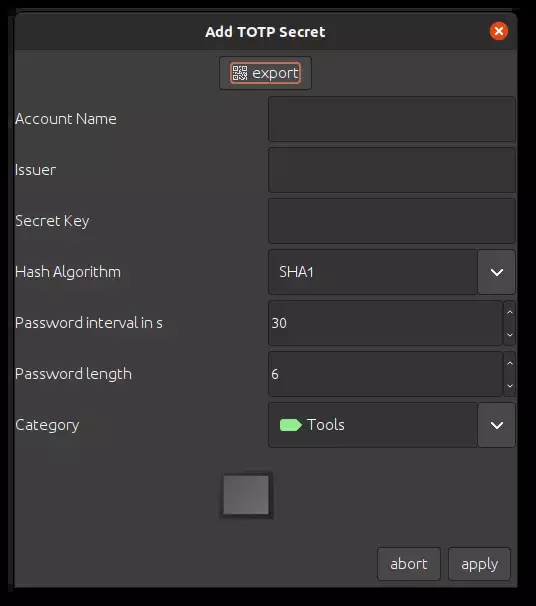 Add TOTP Secret
export
Account Name
Issuer
Secret Key
Hash Algorithm SHA1
Password interval in s 30
Password length 6
Category Tools
abort apply